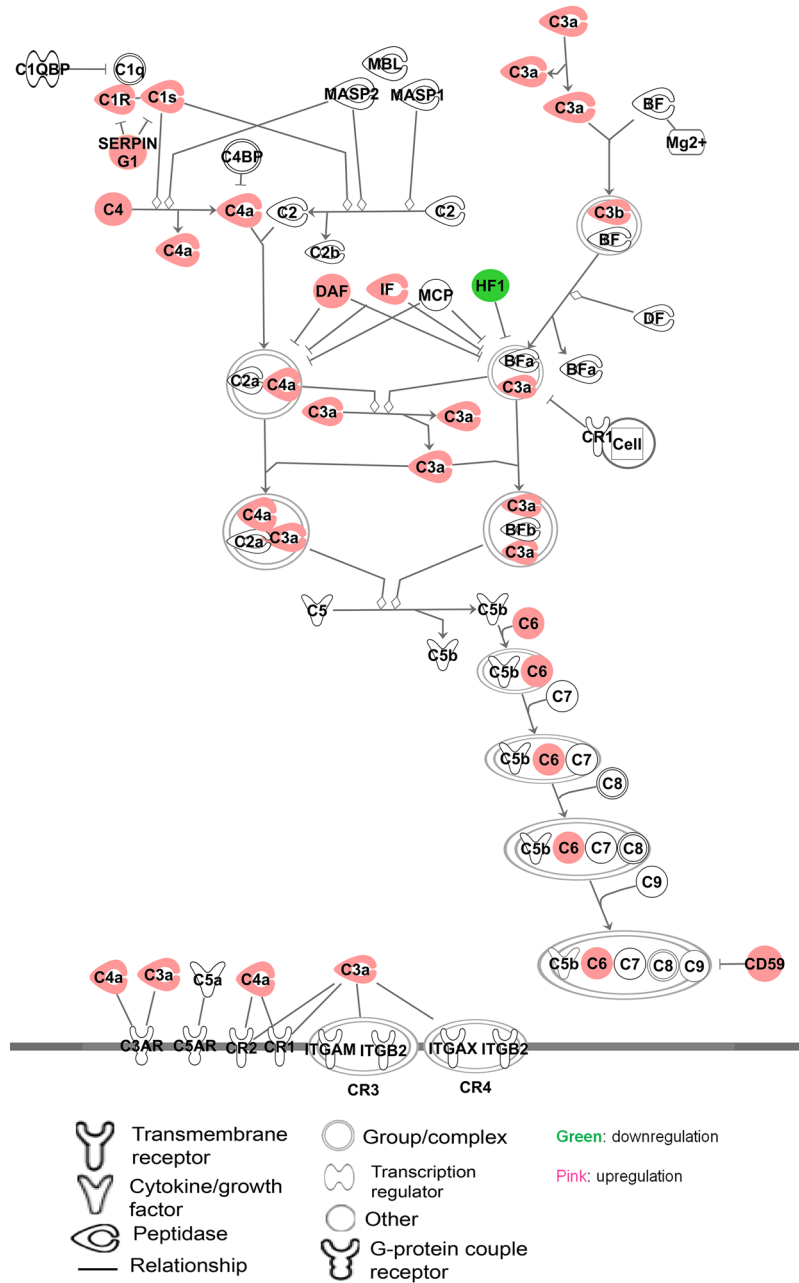 C3a
C1QBP
C1q
MBL
C3a
C1R
C1s
MASP2
MASP1
C3a
BF
Mg2+
SERPIN
G1
C4BP
C4
C4a
C2
C2
C3b
BF
C4a
C2b
DAF
IF
MCP
HF1
DF
BFa
BFa
C2a
C4a
C3a
C3a
C3a
CR1
Cell
C3a
C4a
C2a
C3a
C3a
BFb
C3a
C5
C5b
C6
C5b
C5b
C6
C7
C5b
C6
C7
C8
C5b
C6
C7
C8
C9
C5b
C6
C7
C8
C9
CD59
C4a
C3a
C5a
C4a
C3a
C3AR
C5AR
CR2
CR1
ITGAM
ITGB2
ITGAX
ITGB2
CR3
CR4
Transmembrane
receptor
Cytokine/growth
factor
Peptidase
Relationship
Group/complex
Transcription
regulator
Other
G-protein couple
receptor
Green: downregulation
Pink: upregulation